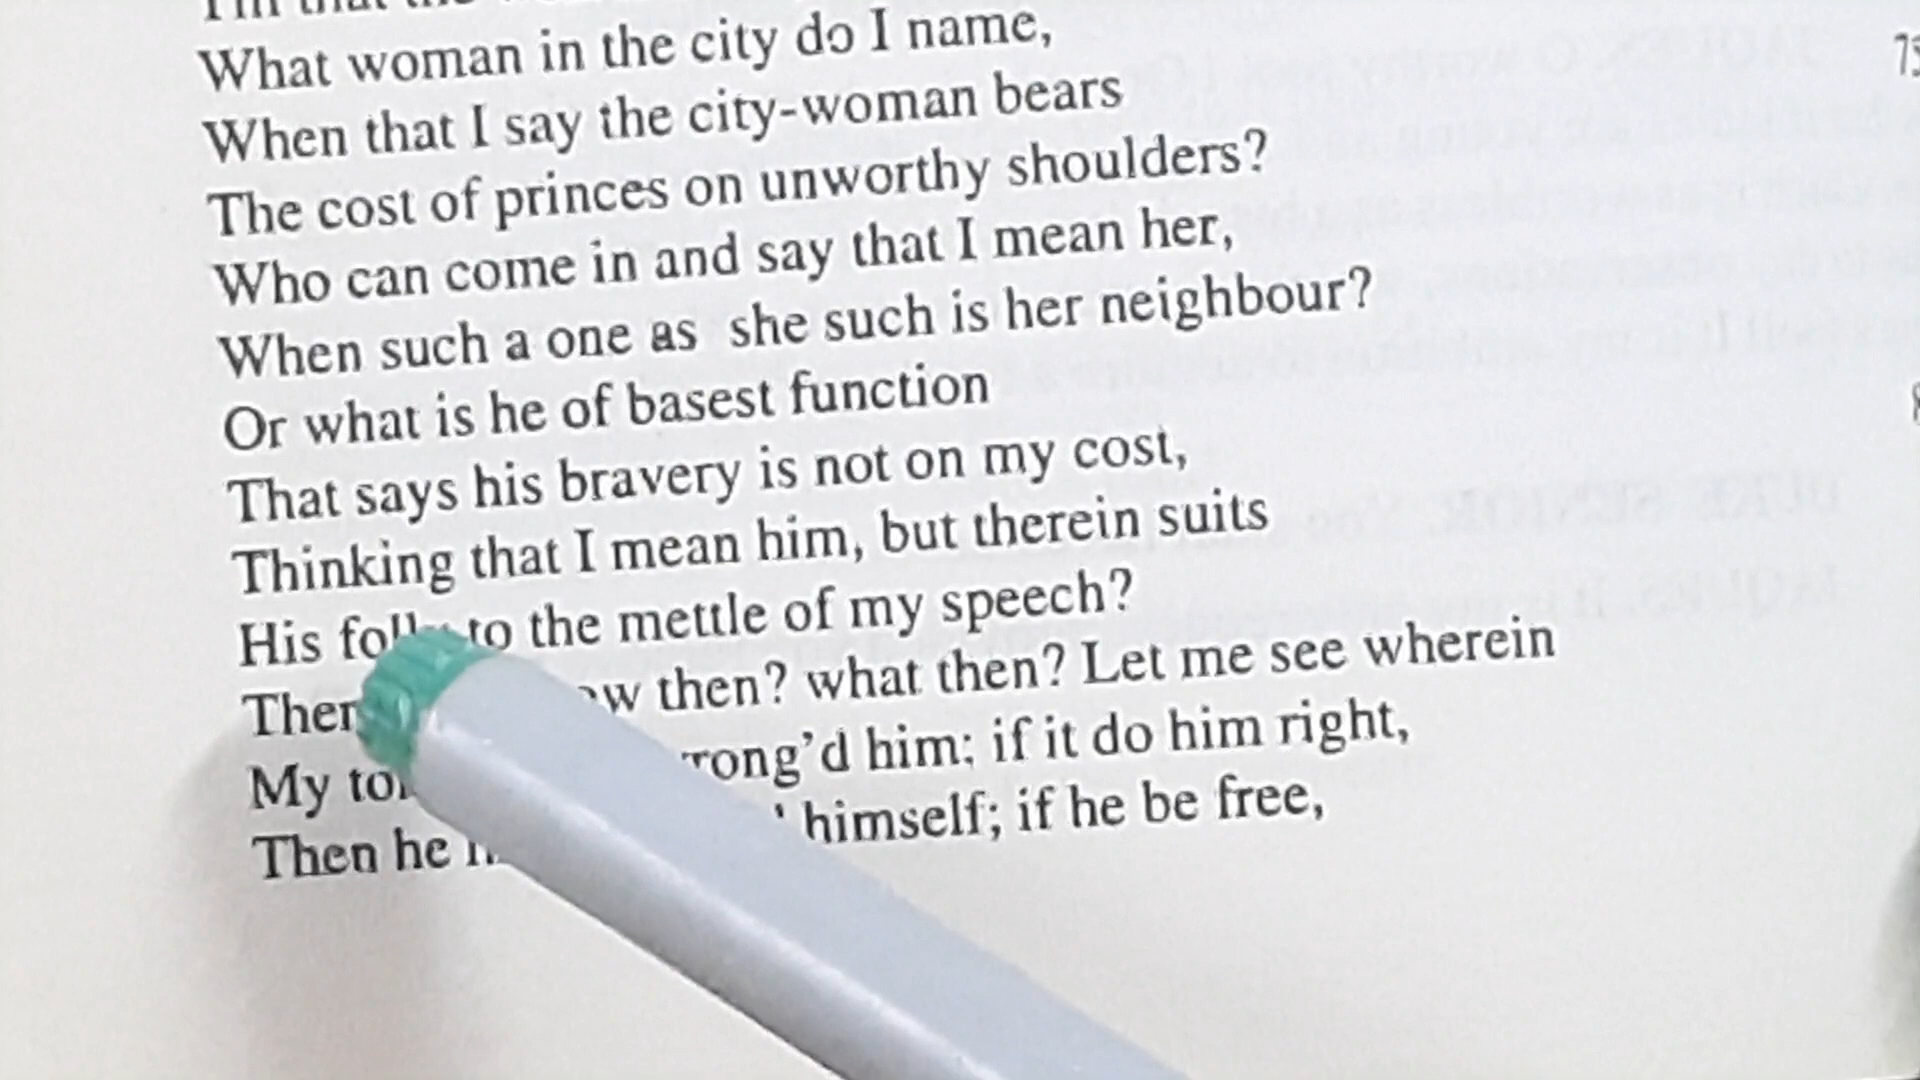 What woman in the city do I name,
When that I say the city-woman bears
The cost of princes on unworthy shoulders?
Who can come in and say that I mean her,
When such a one as she such is her neighbour?
Or what is he of basest function
That says his bravery is not on my cost,
Thinking that I mean him, but therein suits
His to the mettle of my speech?
then? what then? Let me see wherein
My him; if it do him right,
Then he himself; if he be free,